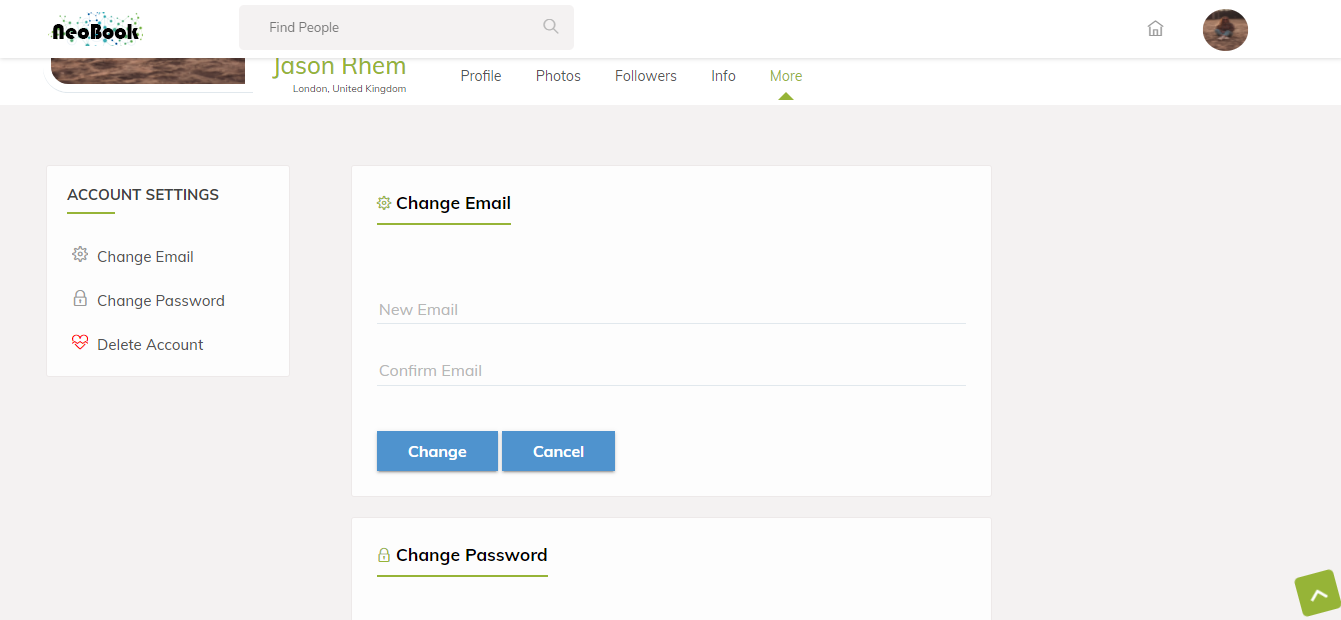 NeoBook
Find People
Jason Rhem
London, United Kingdom
Profile
Photos
Followers
Info
More
ACCOUNT SETTINGS
Change Email
Change Password
Delete Account
Change Email
New Email
Confirm Email
Change
Cancel
Change Password